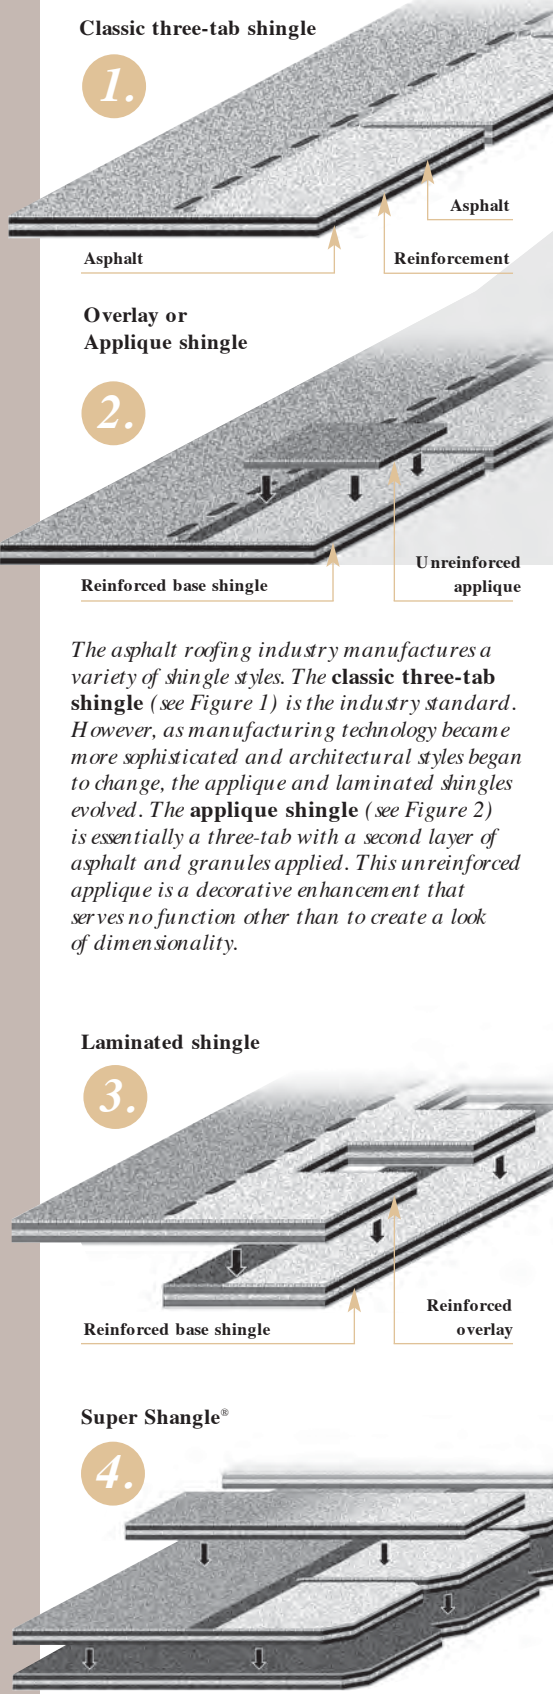 Classic three-tab shingle
1.
Asphalt
Asphalt
Reinforcement
Overlay or
Applique shingle
2.
Unreinforced
applique
Reinforced base shingle
The asphalt roofing industry manufactures a
variety of shingle styles. The classic three-tab
shingle (see Figure 1) is the industry standard.
However, as manufacturing technology became
more sophisticated and architectural styles began
to change, the applique and laminated shingles
evolved. The applique shingle (see Figure 2)
is essentially a three-tab with a second layer of
asphalt and granules applied. This unreinforced
applique is a decorative enhancement that
serves no function other than to create a look
of dimensionality.
Laminated shingle
3.
Reinforced
overlay
Reinforced base shingle
Super Shangle®
4.